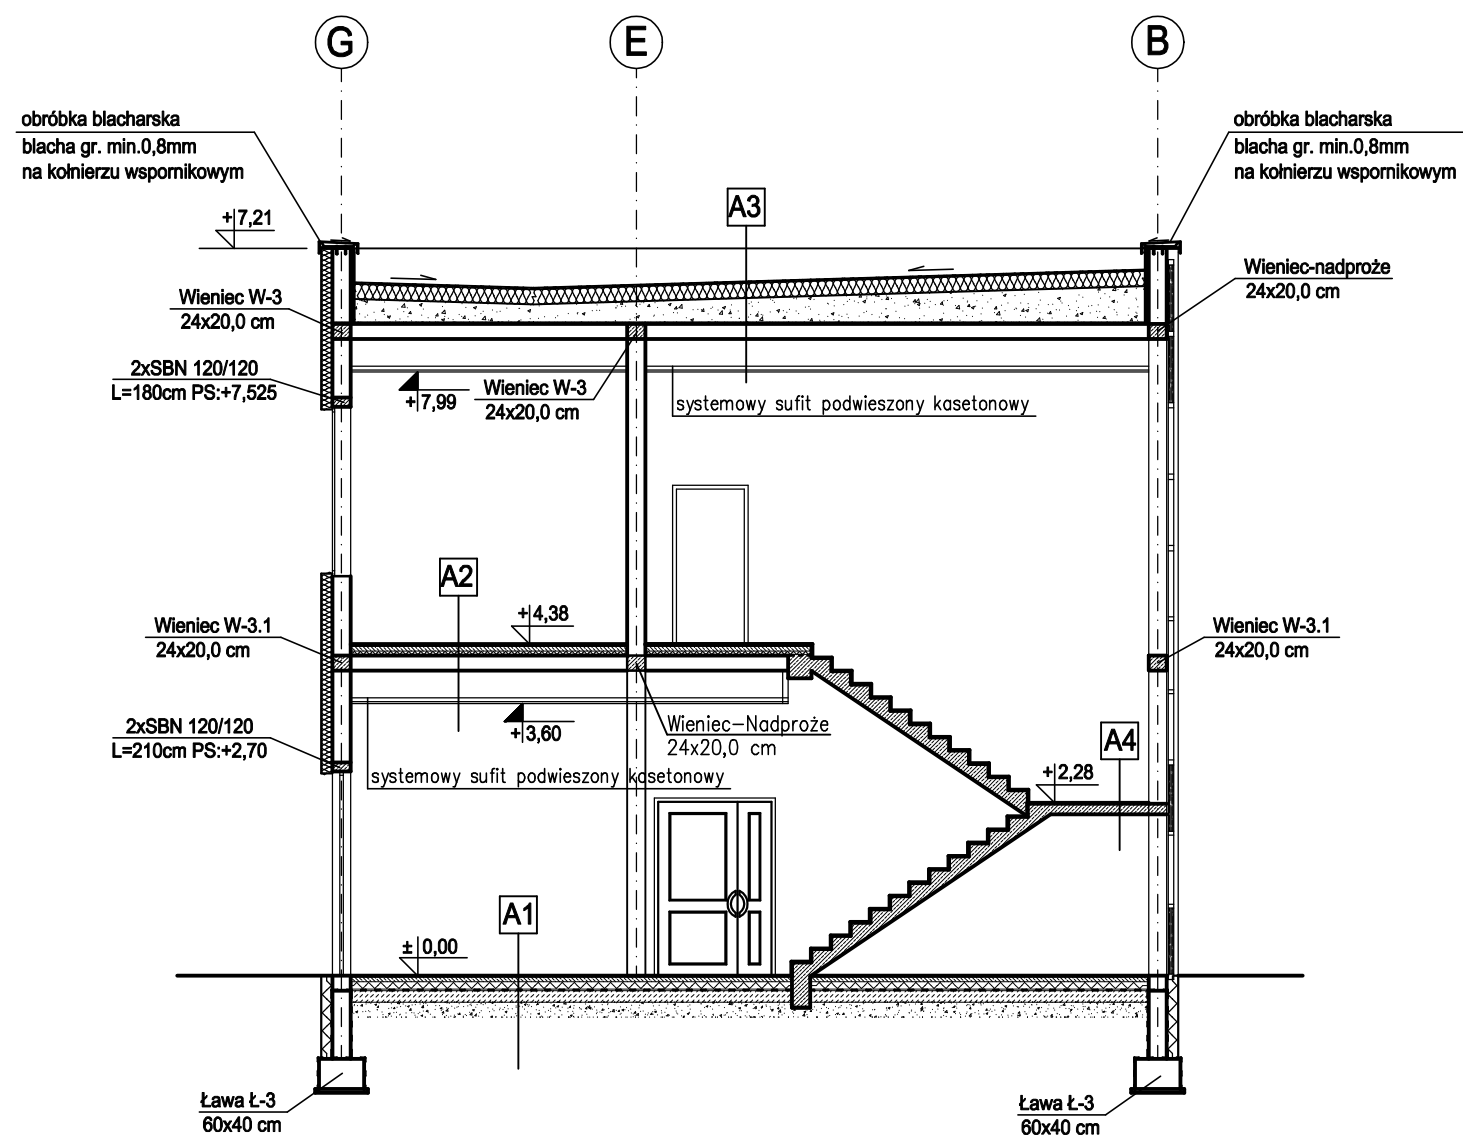 G
E
B
obróbka blacharska
blacha gr. min.0,8mm
na kołnierzu wspornikowym
obróbka blacharska
blacha gr. min.0,8mm
na kołnierzu wspornikowym
A3
+7,21
Wieniec W-3
24x20,0 cm
Wieniec-nadproże
24x20,0 cm
2xSBN 120/120
L=180cm PS:+7,525
+7,99
Wieniec W-3
24x20,0 cm
systemowy sufit podwieszony kasetonowy
A2
+4,38
Wieniec W-3.1
24x20,0 cm
Wieniec W-3.1
24x20,0 cm
2xSBN 120/120
L=210cm PS:+2,70
+3,60
Wieniec-Nadproże
24x20,0 cm
A4
+2,28
systemowy sufit podwieszony kasetonowy
A1
± 0,00
Ława Ł-3
60x40 cm
Ława Ł-3
60x40 cm